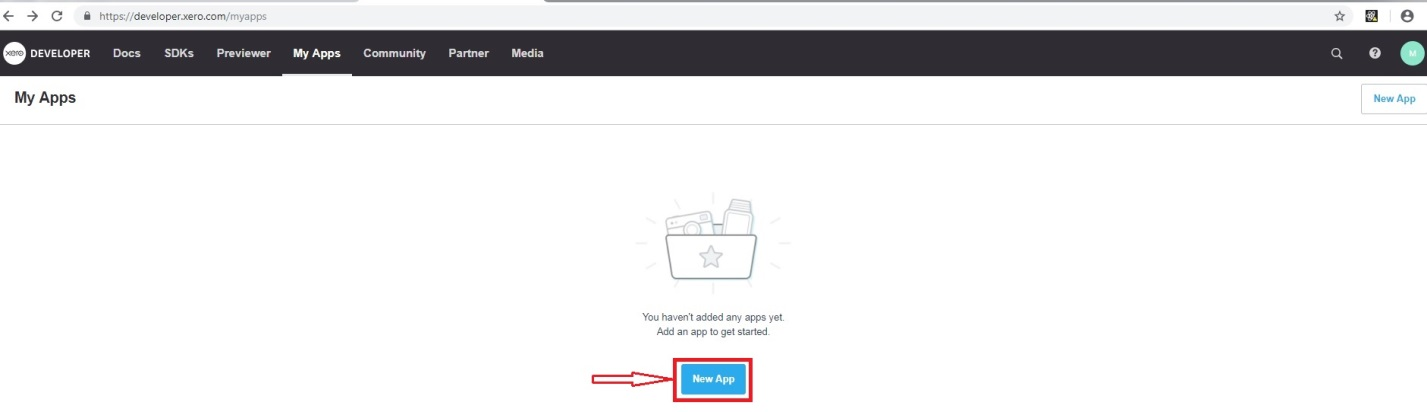 https://developer.xero.com/myapps
xero DEVELOPER Docs SDKs Previewer My Apps Community Partner Media ? M
My Apps New App
You haven't added any apps yet.
Add an app to get started.
New App